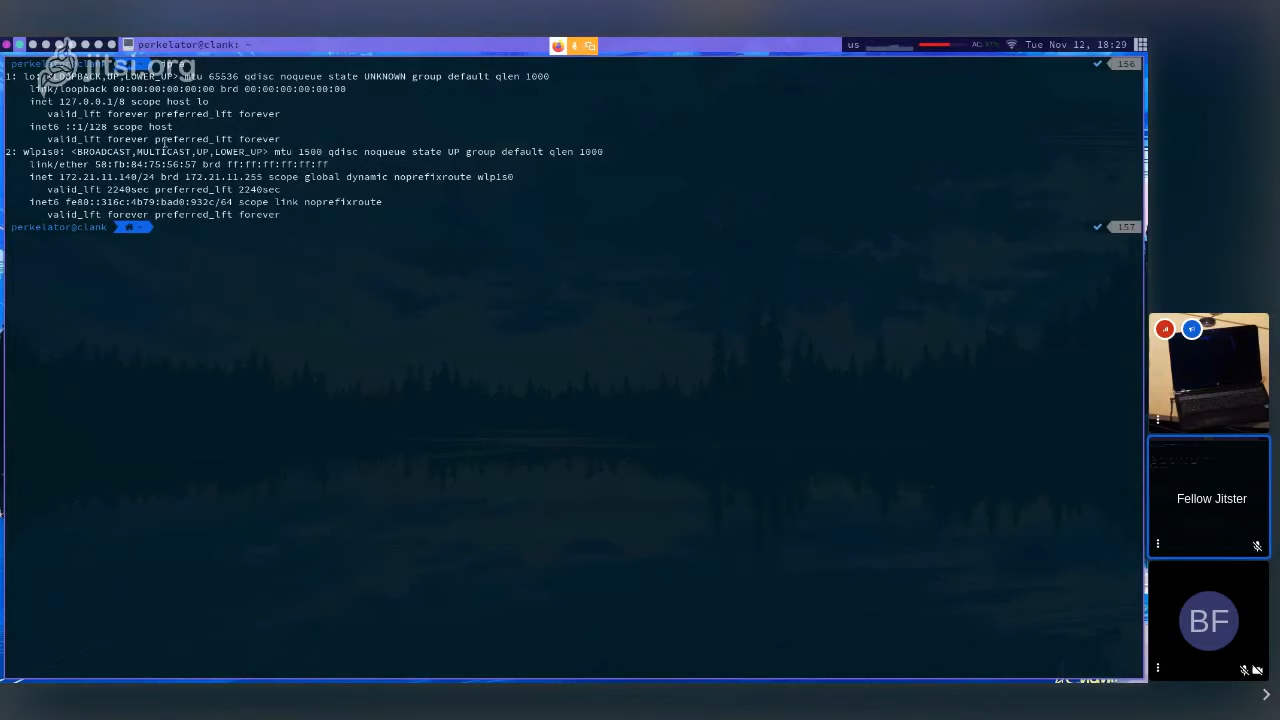 perkelator@clank: ~
us
AC 97%
Tue Nov 12, 18:29
jitsi.org
perkelator@clank
156
1: lo: <LOOPBACK,UP,LOWER_UP> mtu 65536 qdisc noqueue state UNKNOWN group default qlen 1000
link/loopback 00:00:00:00:00:00 brd 00:00:00:00:00:00
inet 127.0.0.1/8 scope host lo
valid_lft forever preferred_lft forever
inet6 ::1/128 scope host
valid_lft forever preferred_lft forever
2: wlp1s0: <BROADCAST,MULTICAST,UP,LOWER_UP> mtu 1500 qdisc noqueue state UP group default qlen 1000
link/ether 58:fb:84:75:56:57 brd ff:ff:ff:ff:ff:ff
inet 172.21.11.140/24 brd 172.21.11.255 scope global dynamic noprefixroute wlp1s0
valid_lft 2240sec preferred_lft 2240sec
inet6 fe80::316c:4b79:bad0:932c/64 scope link noprefixroute
valid_lft forever preferred_lft forever
perkelator@clank ~
157
Fellow Jitster
BF